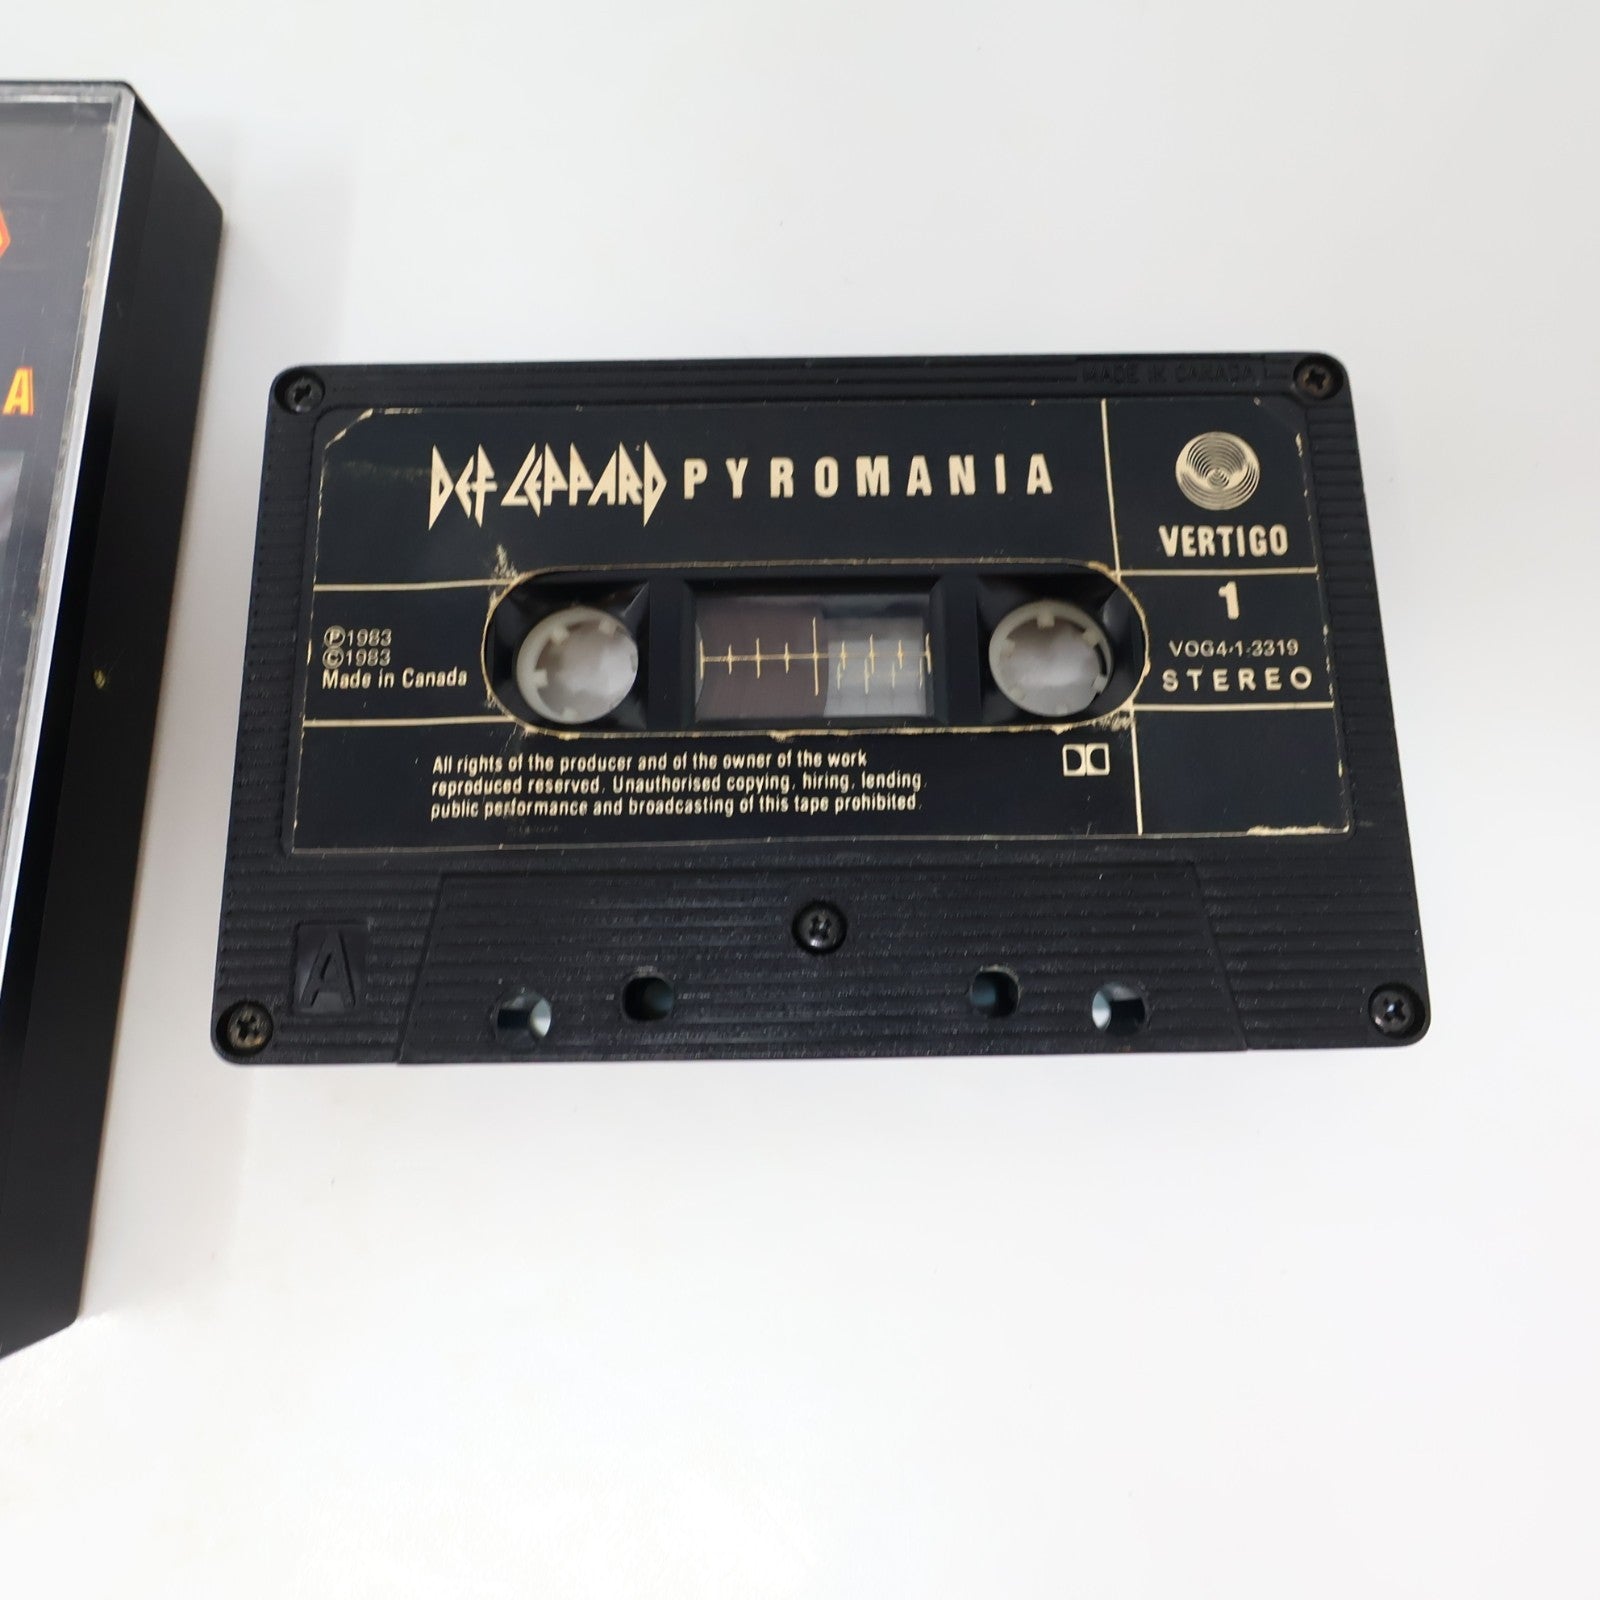 A
MADE IN CANADA
DEF LEPPARD PYROMANIA
VERTIGO
℗1983
©1983
Made in Canada
1
VOG4·1·3319
STEREO
All rights of the producer and of the owner of the work
reproduced reserved. Unauthorised copying, hiring, lending,
public performance and broadcasting of this tape prohibited.
A